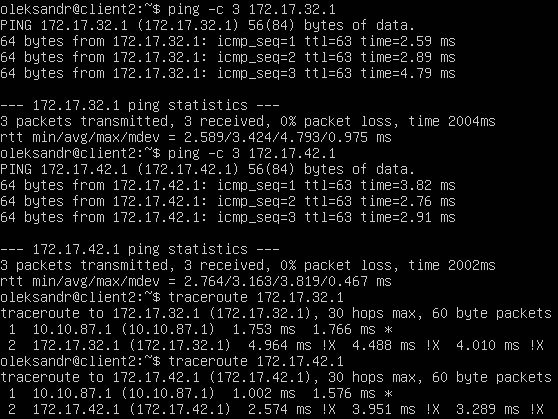 oleksandr@client2:~$ ping -c 3 172.17.32.1
PING 172.17.32.1 (172.17.32.1) 56(84) bytes of data.
64 bytes from 172.17.32.1: icmp_seq=1 ttl=63 time=2.59 ms
64 bytes from 172.17.32.1: icmp_seq=2 ttl=63 time=2.89 ms
64 bytes from 172.17.32.1: icmp_seq=3 ttl=63 time=4.79 ms
--- 172.17.32.1 ping statistics ---
3 packets transmitted, 3 received, 0% packet loss, time 2004ms
rtt min/avg/max/mdev = 2.589/3.424/4.793/0.975 ms
oleksandr@client2:~$ ping -c 3 172.17.42.1
PING 172.17.42.1 (172.17.42.1) 56(84) bytes of data.
64 bytes from 172.17.42.1: icmp_seq=1 ttl=63 time=3.82 ms
64 bytes from 172.17.42.1: icmp_seq=2 ttl=63 time=2.76 ms
64 bytes from 172.17.42.1: icmp_seq=3 ttl=63 time=2.91 ms
--- 172.17.42.1 ping statistics ---
3 packets transmitted, 3 received, 0% packet loss, time 2002ms
rtt min/avg/max/mdev = 2.764/3.163/3.819/0.467 ms
oleksandr@client2:~$ traceroute 172.17.32.1
traceroute to 172.17.32.1 (172.17.32.1), 30 hops max, 60 byte packets
 1  10.10.87.1 (10.10.87.1)  1.753 ms  1.766 ms *
 2  172.17.32.1 (172.17.32.1)  4.964 ms !X  4.488 ms !X  4.010 ms !X
oleksandr@client2:~$ traceroute 172.17.42.1
traceroute to 172.17.42.1 (172.17.42.1), 30 hops max, 60 byte packets
 1  10.10.87.1 (10.10.87.1)  1.002 ms  1.576 ms *
 2  172.17.42.1 (172.17.42.1)  2.574 ms !X  3.951 ms !X  3.289 ms !X